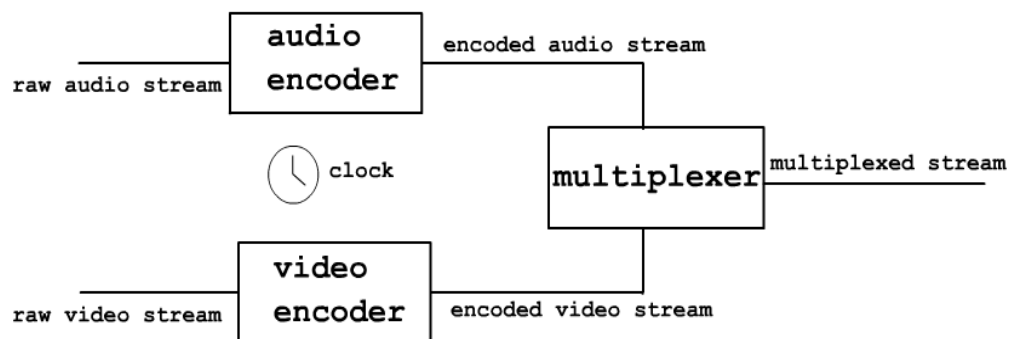 audio
encoder
encoded audio stream
raw audio stream
clock
multiplexer
multiplexed stream
video
encoder
raw video stream
encoded video stream